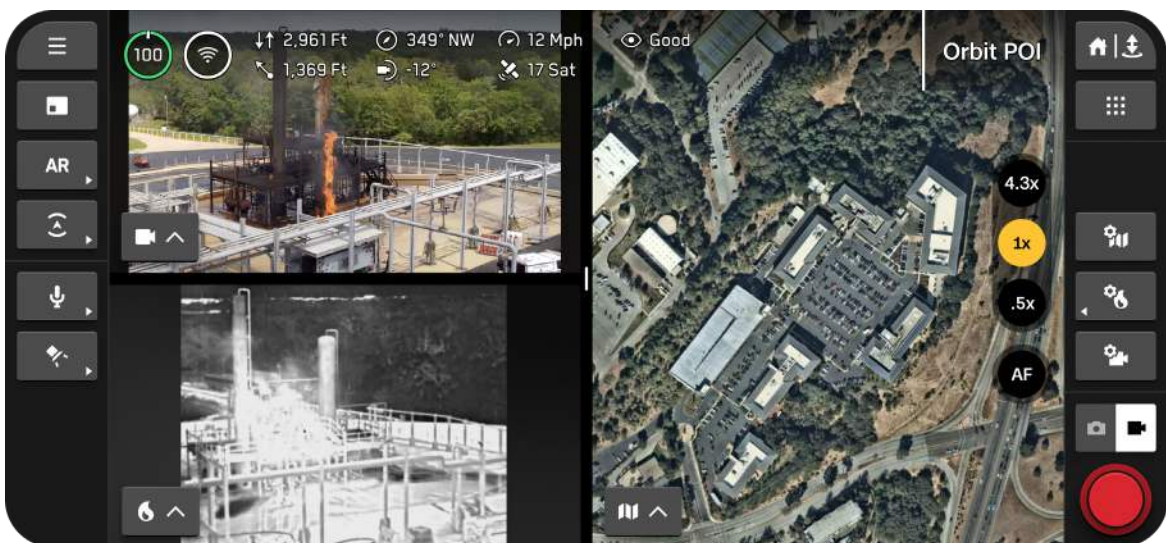 100
2,961 Ft
349° NW
12 Mph
1,369 Ft
-12°
17 Sat
Good
Orbit POI
AR
4.3x
1x
.5x
AF